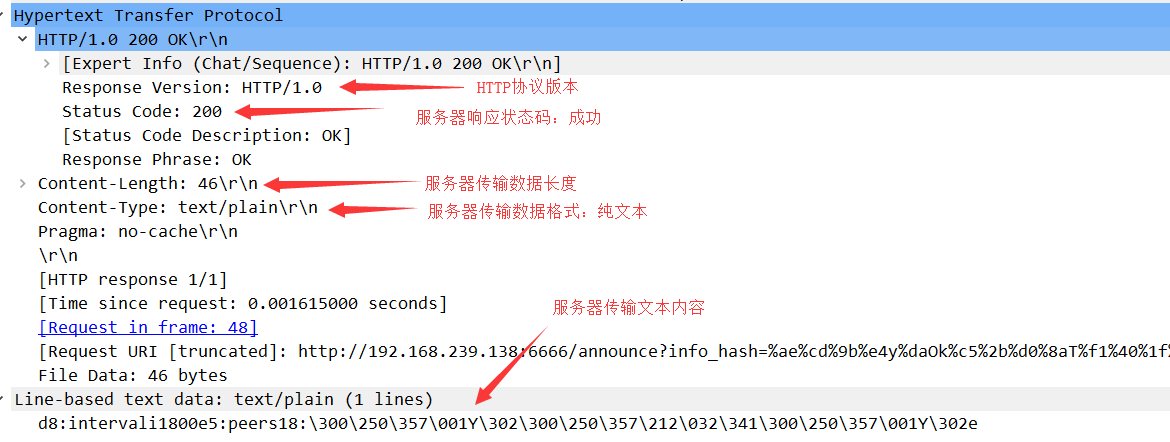 Hypertext Transfer Protocol
HTTP/1.0 200 OK\r\n
[Expert Info (Chat/Sequence): HTTP/1.0 200 OK\r\n]
Response Version: HTTP/1.0 HTTP协议版本
Status Code: 200 服务器响应状态码：成功
[Status Code Description: OK]
Response Phrase: OK
Content-Length: 46\r\n 服务器传输数据长度
Content-Type: text/plain\r\n 服务器传输数据格式：纯文本
Pragma: no-cache\r\n
\r\n
[HTTP response 1/1]
[Time since request: 0.001615000 seconds]
服务器传输文本内容
[Request in frame: 48]
[Request URI [truncated]: http://192.168.239.138:6666/announce?info_hash=%ae%cd%9b%e4y%daOk%c5%2b%d0%8aT%f1%40%1f%
File Data: 46 bytes
Line-based text data: text/plain (1 lines)
d8:intervali1800e5:peers18:\300\250\357\001Y\302\300\250\357\212\032\341\300\250\357\001Y\302e